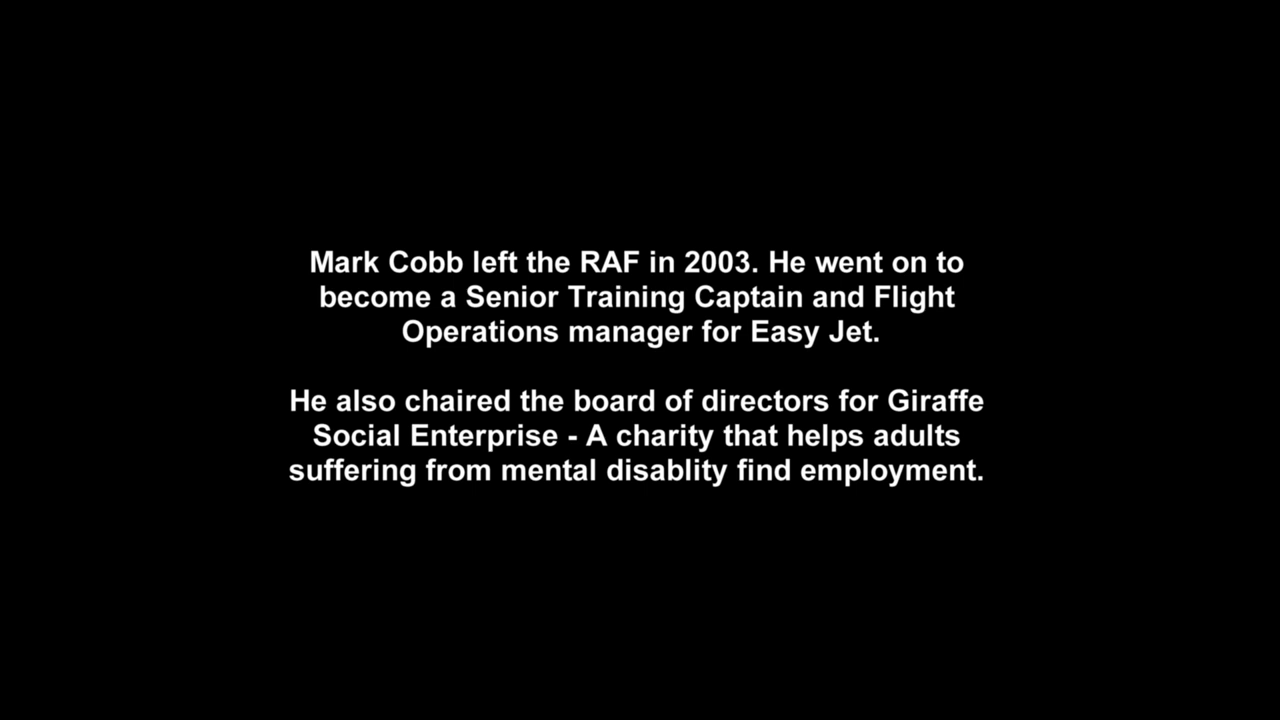 Mark Cobb left the RAF in 2003. He went on to
become a Senior Training Captain and Flight
Operations manager for Easy Jet.
He also chaired the board of directors for Giraffe
Social Enterprise - A charity that helps adults
suffering from mental disablity find employment.